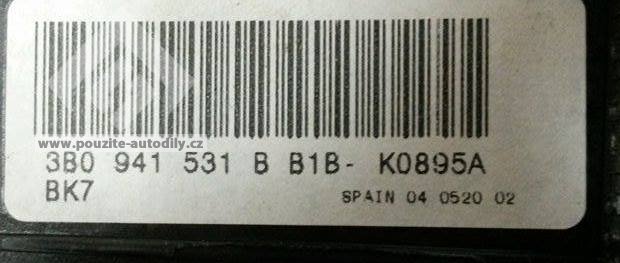 www.pouzite-autodily.cz
3B0 941 531 B B1B- K0895A
BK7 SPAIN 04 0520 02